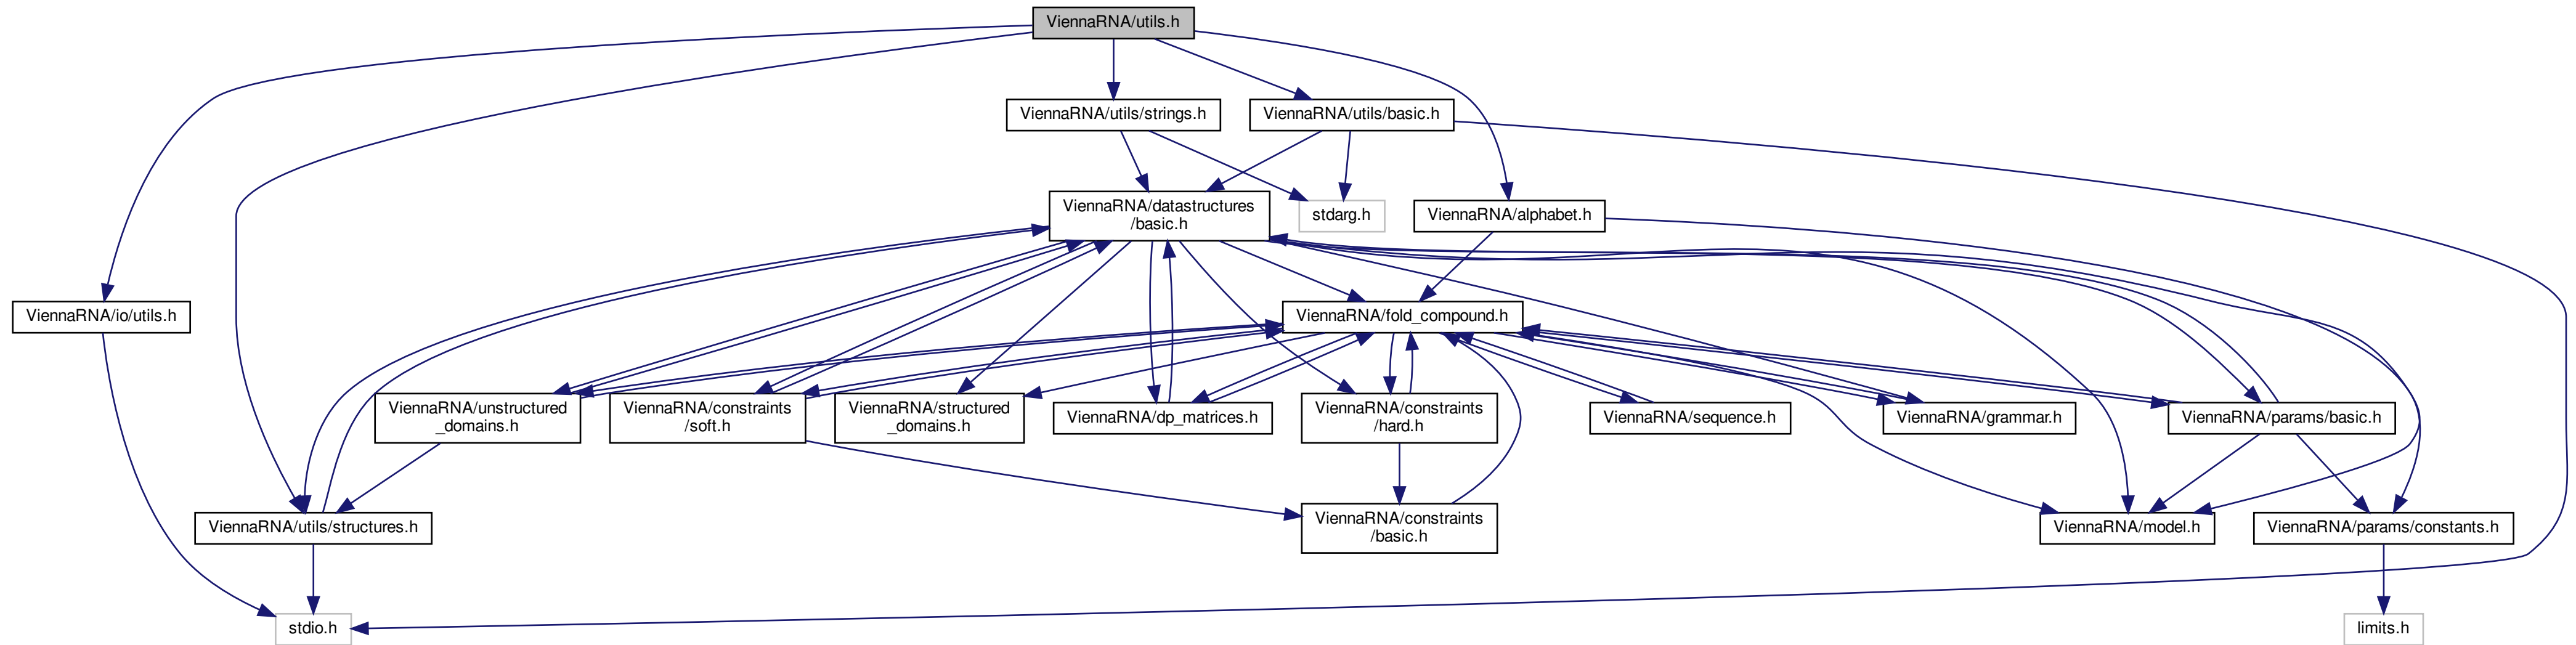 ViennaRNA/utils.h
ViennaRNA/utils/strings.h
ViennaRNA/utils/basic.h
ViennaRNA/datastructures
/basic.h
stdarg.h
ViennaRNA/alphabet.h
ViennaRNA/io/utils.h
ViennaRNA/fold_compound.h
ViennaRNA/unstructured
_domains.h
ViennaRNA/constraints
/soft.h
ViennaRNA/structured
_domains.h
ViennaRNA/dp_matrices.h
ViennaRNA/constraints
/hard.h
ViennaRNA/sequence.h
ViennaRNA/grammar.h
ViennaRNA/params/basic.h
ViennaRNA/utils/structures.h
ViennaRNA/constraints
/basic.h
ViennaRNA/model.h
ViennaRNA/params/constants.h
stdio.h
limits.h